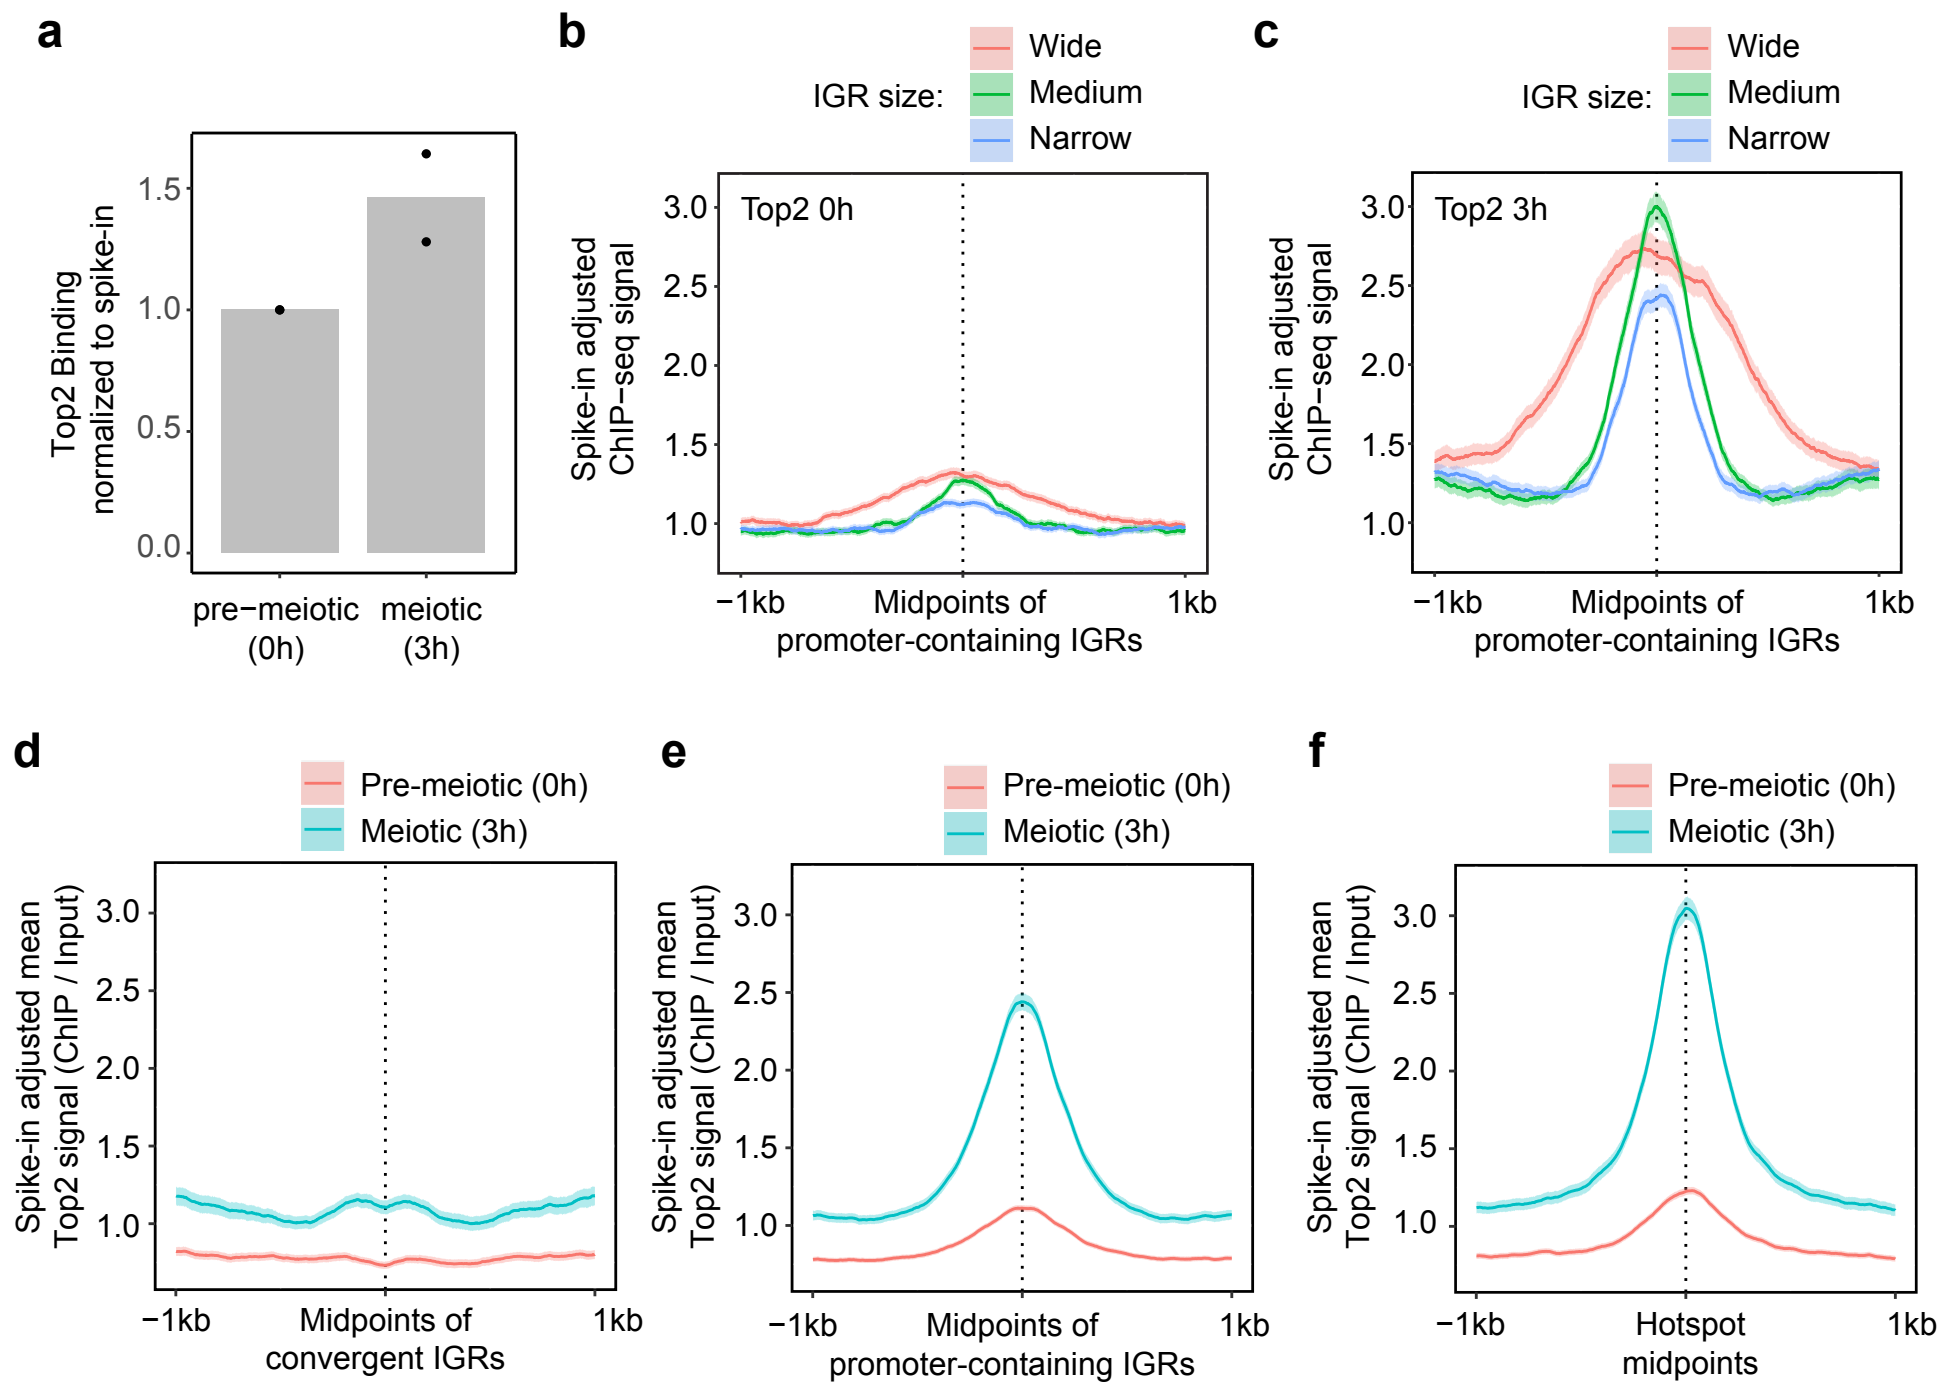 a
Top2 Binding
normalized to spike-in
1.5
1.0
0.5
0.0
pre−meiotic
(0h)
meiotic
(3h)
b
IGR size:
Wide
Medium
Narrow
Spike-in adjusted
ChIP−seq signal
3.0
2.5
2.0
1.5
1.0
Top2 0h
−1kb
Midpoints of
promoter-containing IGRs
1kb
c
IGR size:
Wide
Medium
Narrow
Spike-in adjusted
ChIP−seq signal
3.0
2.5
2.0
1.5
1.0
Top2 3h
−1kb
Midpoints of
promoter-containing IGRs
1kb
d
Pre-meiotic (0h)
Meiotic (3h)
Spike-in adjusted mean
Top2 signal (ChIP / Input)
3.0
2.5
2.0
1.5
1.0
−1kb
Midpoints of
convergent IGRs
1kb
e
Pre-meiotic (0h)
Meiotic (3h)
Spike-in adjusted mean
Top2 signal (ChIP / Input)
3.0
2.5
2.0
1.5
1.0
−1kb
Midpoints of
promoter-containing IGRs
1kb
f
Pre-meiotic (0h)
Meiotic (3h)
Spike-in adjusted mean
Top2 signal (ChIP / Input)
3.0
2.5
2.0
1.5
1.0
−1kb
Hotspot
midpoints
1kb